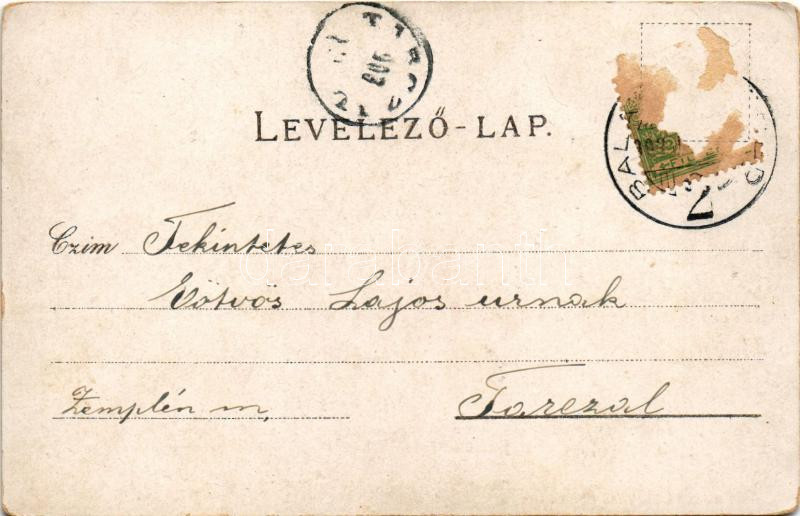 LEVELEZŐ-LAP.
Czim Tekintetes
Eötvös Lajos urnak
Zemplén m, Tarczal